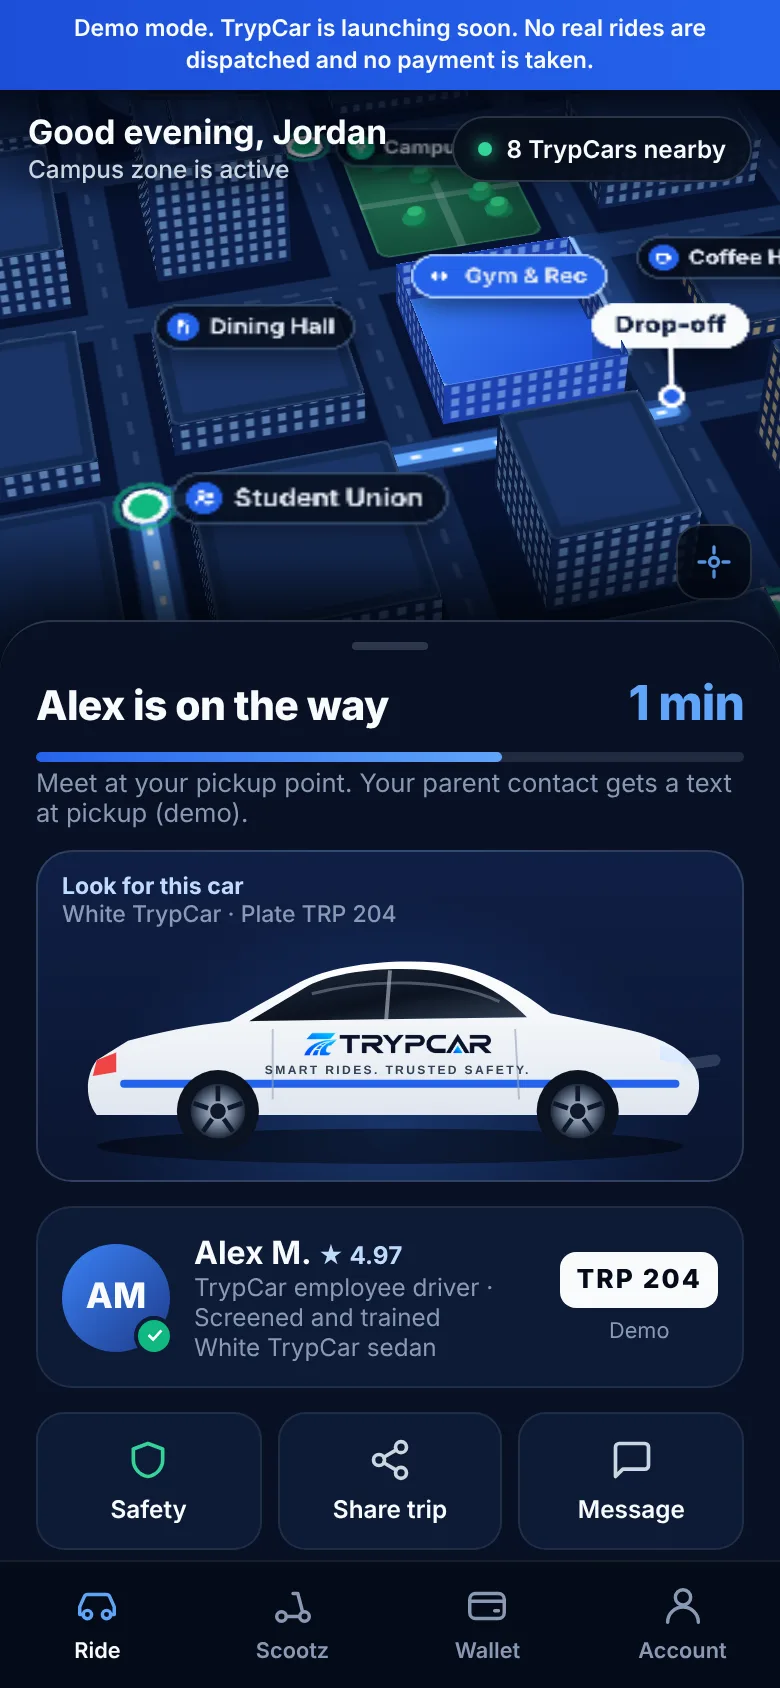 Demo mode. TrypCar is launching soon. No real rides are
dispatched and no payment is taken.
Good evening, Jordan
Campus zone is active
8 TrypCars nearby
Gym & Rec
Dining Hall
Drop-off
Student Union
Alex is on the way
1 min
Meet at your pickup point. Your parent contact gets a text
at pickup (demo).
Look for this car
White TrypCar · Plate TRP 204
TRYPCAR
SMART RIDES. TRUSTED SAFETY.
AM
Alex M. ★ 4.97
TrypCar employee driver ·
Screened and trained
White TrypCar sedan
TRP 204
Demo
Safety
Share trip
Message
Ride
Scootz
Wallet
Account